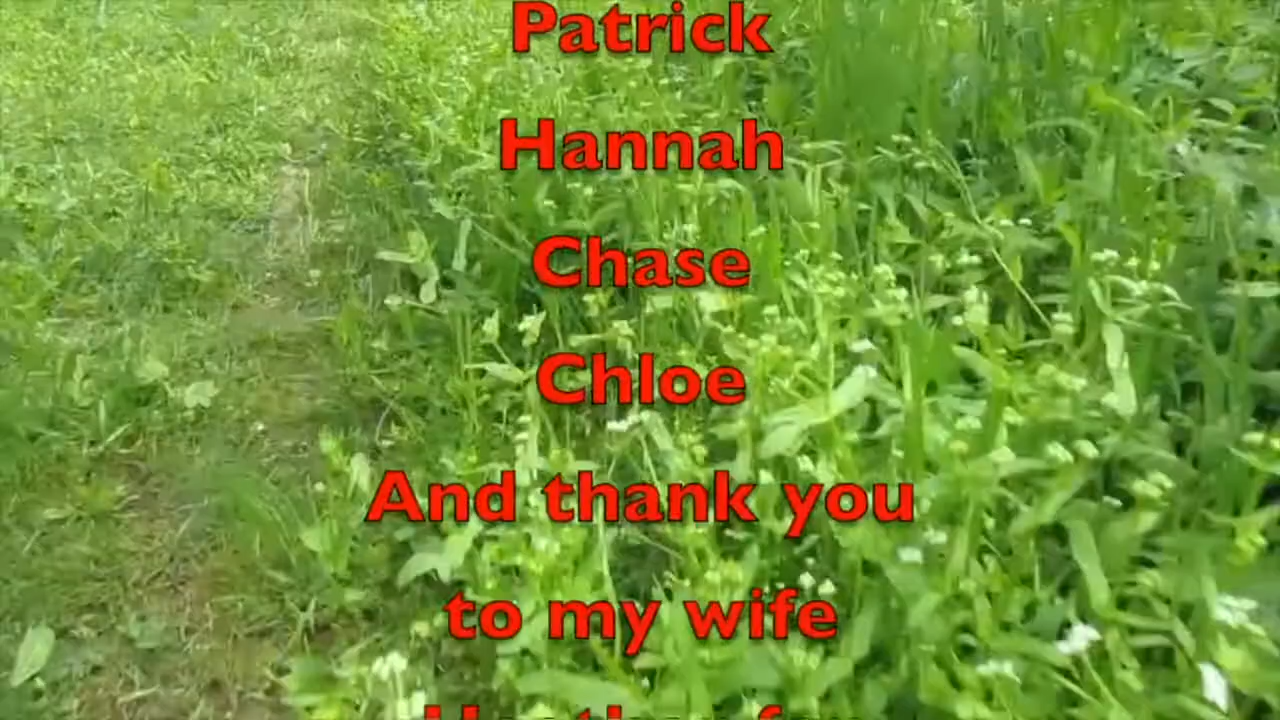 Patrick
Hannah
Chase
Chloe
And thank you
to my wife